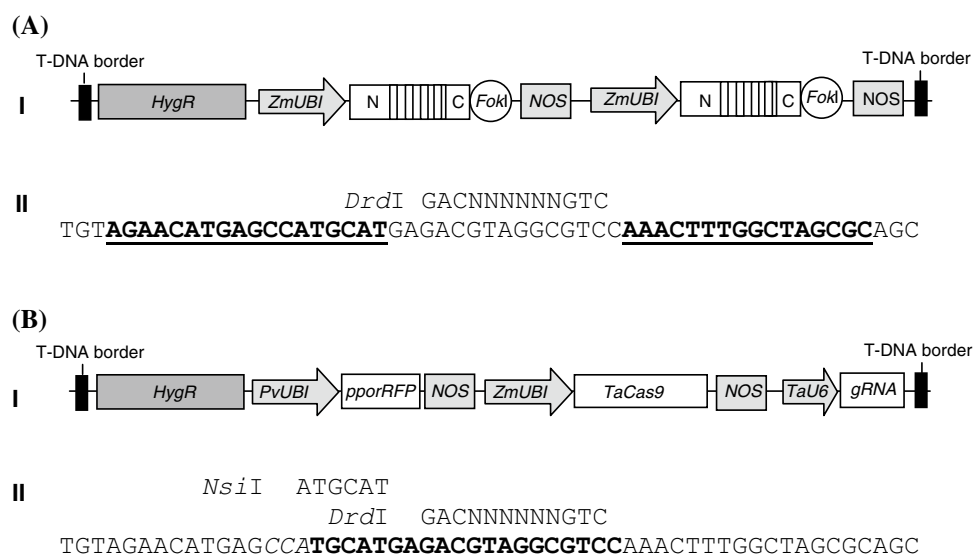 (A)
T-DNA border T-DNA border
I HygR ZmUBI N C FokI NOS ZmUBI N C FokI NOS
II DrdI GACNNNNNNGTC
TGTAGAACATGAGCCATGCATGAGACGTAGGCGTCCAAACTTTGGCTAGCGCAGC
(B)
T-DNA border T-DNA border
I HygR PvUBI pporRFP NOS ZmUBI TaCas9 NOS TaU6 gRNA
II NsiI ATGCAT
DrdI GACNNNNNNGTC
TGTAGAACATGAGCCATGCATGAGACGTAGGCGTCCAAACTTTGGCTAGCGCAGC